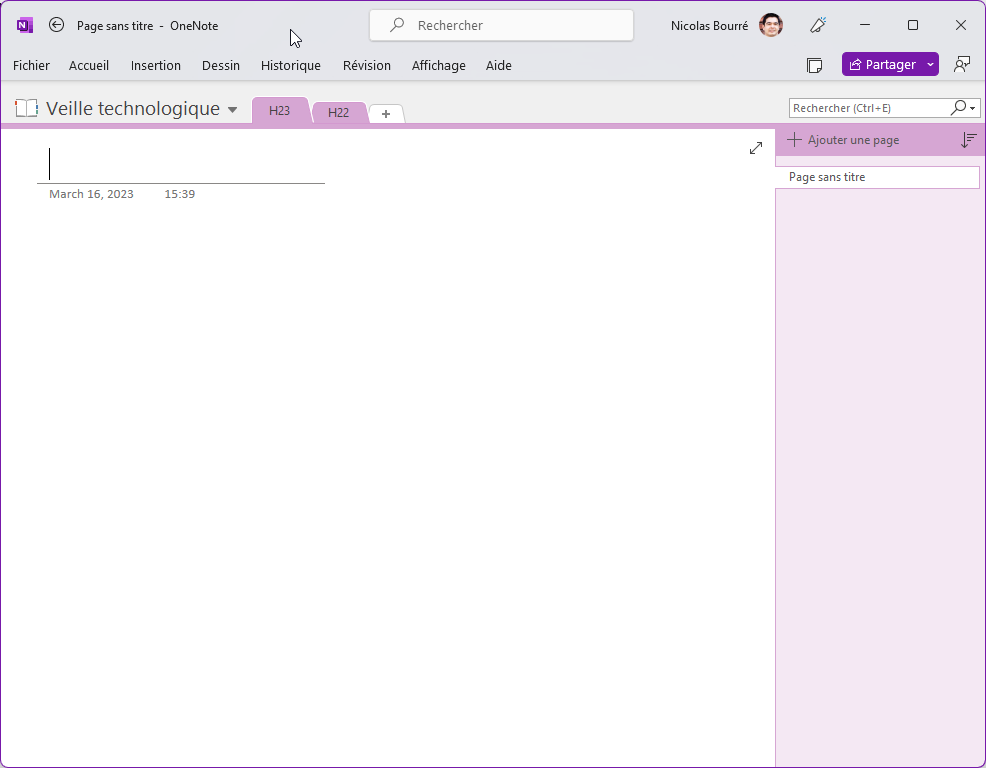 Page sans titre - OneNote
Rechercher
Nicolas Bourré
Fichier Accueil Insertion Dessin Historique Révision Affichage Aide
Partager
Veille technologique
H23
H22
Rechercher (Ctrl+E)
Ajouter une page
Page sans titre
March 16, 2023 15:39